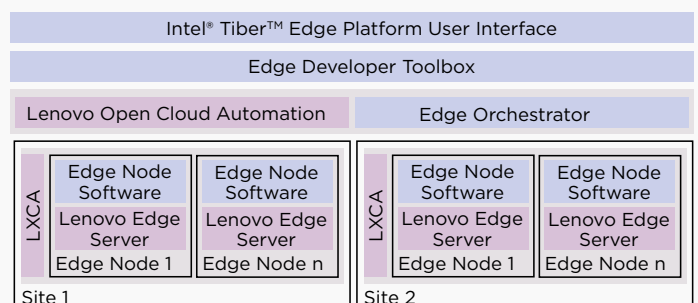 Intel® Tiber™ Edge Platform User Interface
Edge Developer Toolbox
Lenovo Open Cloud Automation
Edge Orchestrator
LXCA
Edge Node
Software
Lenovo Edge
Server
Edge Node 1
Edge Node
Software
Lenovo Edge
Server
Edge Node n
Site 1
LXCA
Edge Node
Software
Lenovo Edge
Server
Edge Node 1
Edge Node
Software
Lenovo Edge
Server
Edge Node n
Site 2